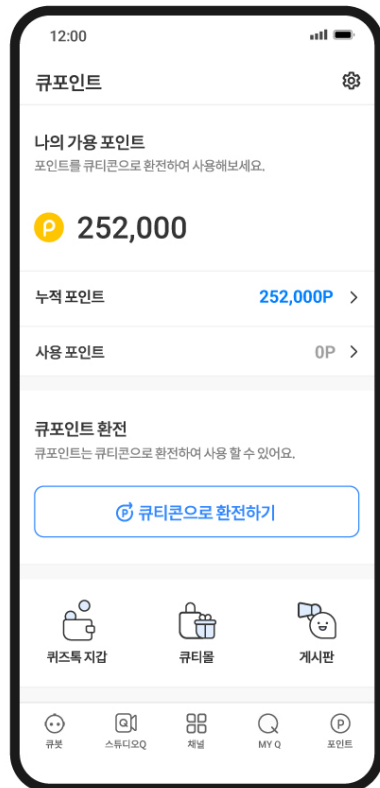 12:00
큐포인트
나의 가용 포인트
포인트를 큐티콘으로 환전하여 사용해보세요.
P 252,000
누적 포인트 252,000P
사용 포인트 0P
큐포인트 환전
큐포인트는 큐티콘으로 환전하여 사용 할 수 있어요.
P 큐티콘으로 환전하기
퀴즈톡 지갑 큐티몰 게시판
큐봇 스튜디오Q 채널 MY Q 포인트